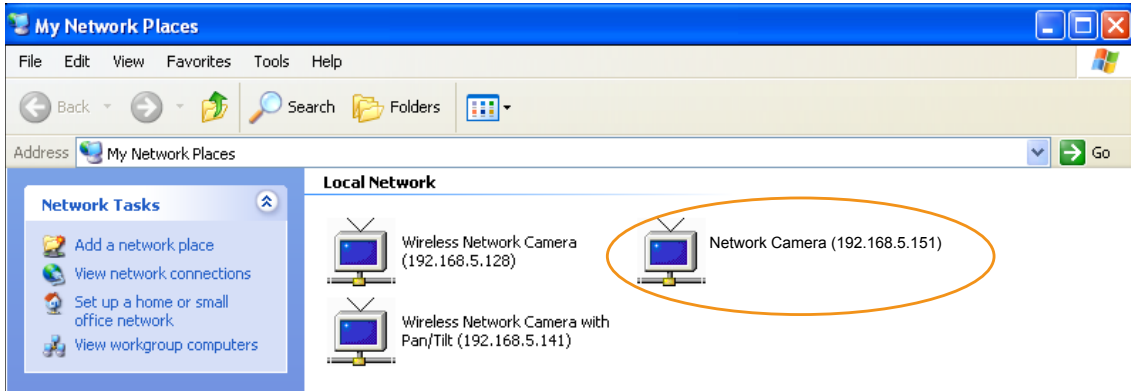 My Network Places
File Edit View Favorites Tools Help
Back Search Folders
Address My Network Places Go
Network Tasks
Add a network place
View network connections
Set up a home or small
office network
View workgroup computers
Local Network
Wireless Network Camera
(192.168.5.128)
Network Camera (192.168.5.151)
Wireless Network Camera with
Pan/Tilt (192.168.5.141)